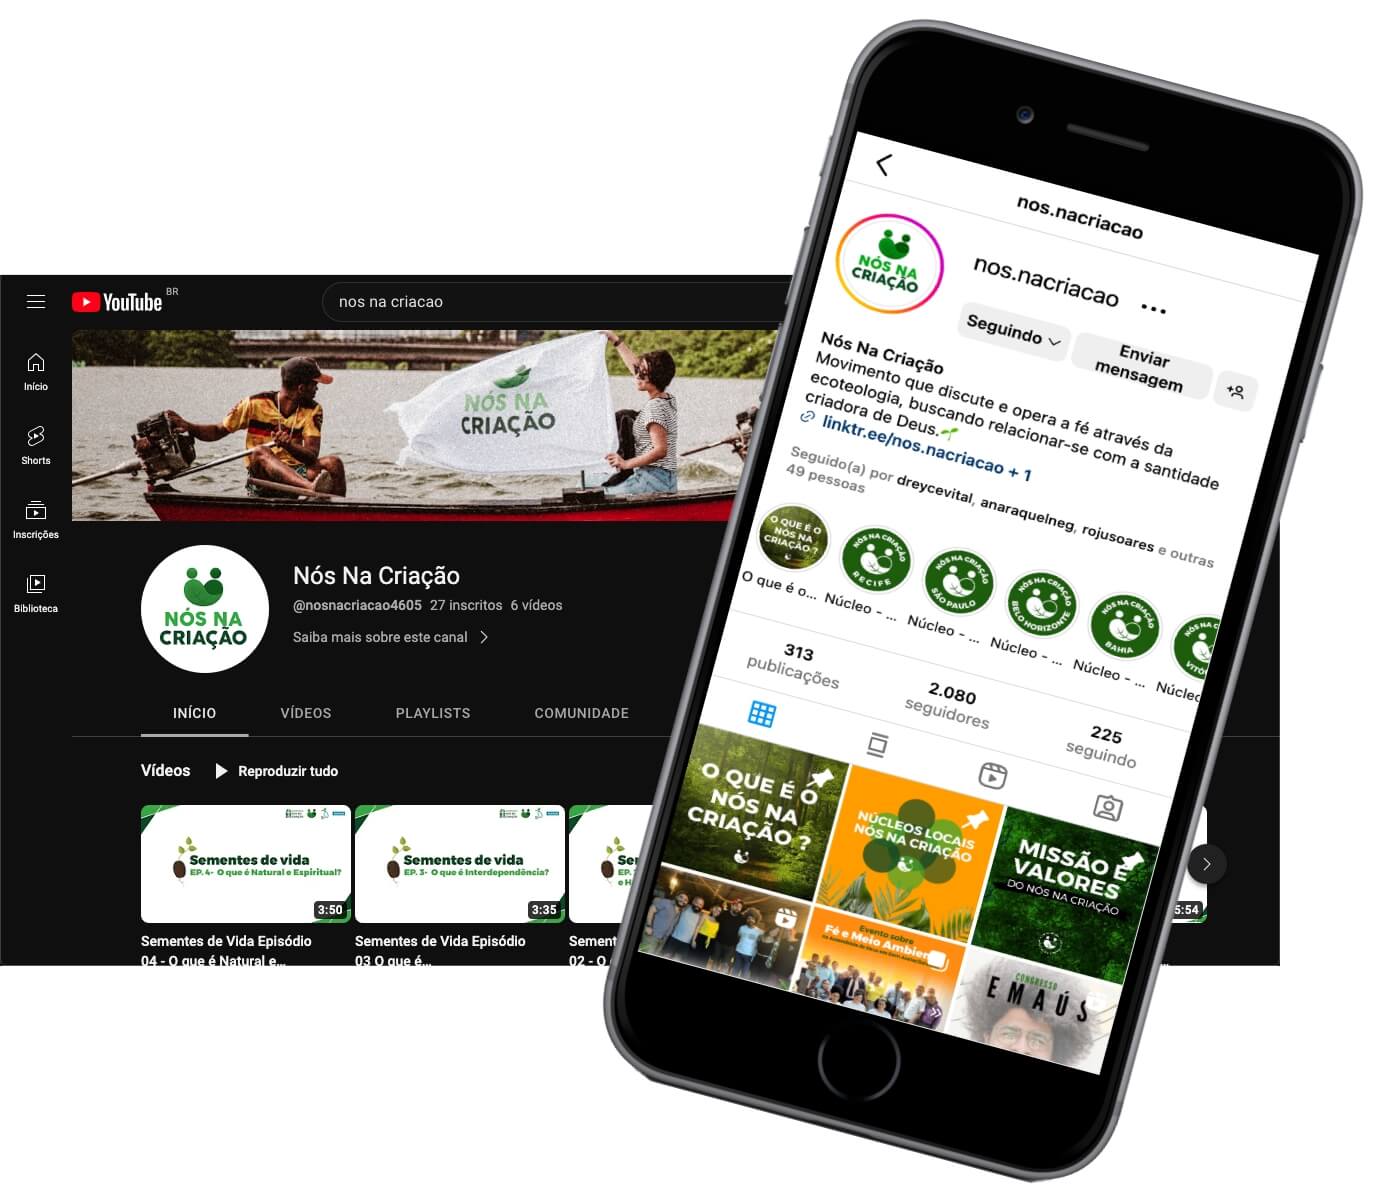 YouTube BR
nos na criacao
Início
Shorts
Inscrições
Biblioteca
NÓS NA
CRIAÇÃO
NÓS NA
CRIAÇÃO
Nós Na Criação
@nosnacriacao4605 27 inscritos 6 vídeos
Saiba mais sobre este canal
INÍCIO VÍDEOS PLAYLISTS COMUNIDADE
Vídeos Reproduzir tudo
Sementes de vida
EP. 4- O que é Natural e Espiritual?
3:50
Sementes de Vida Episódio
04 - O que é Natural e...
Sementes de vida
EP. 3- O que é Interdependência?
3:35
Sementes de Vida Episódio
03 O que é...
Sement
02 - O q
5:54
nos.nacriacao
NÓS NA
CRIAÇÃO
nos.nacriacao
Seguindo
Enviar
mensagem
Nós Na Criação
Movimento que discute e opera a fé através da
ecoteologia, buscando relacionar-se com a santidade
criadora de Deus.
linktr.ee/nos.nacriacao + 1
Seguido(a) por dreycevital, anaraquelneg, rojusoares e outras
49 pessoas
O QUE É O
NÓS NA
CRIAÇÃO ?
O que é o...
NÓS NA CRIAÇÃO
RECIFE
Núcleo - ...
NÓS NA CRIAÇÃO
SÃO PAULO
Núcleo - ...
NÓS NA CRIAÇÃO
BELO HORIZONTE
Núcleo - ...
NÓS NA CRIAÇÃO
BAHIA
Núcleo - ...
NÓS NA C
VITÓ
Núcleo
313
publicações
2.080
seguidores
225
seguindo
O QUE É O
NÓS NA
CRIAÇÃO ?
NÚCLEOS LOCAIS
NÓS NA CRIAÇÃO
MISSÃO E
VALORES
DO NÓS NA CRIAÇÃO
Evento sobre
Fé e Meio Ambien
CONGRESSO
EMAÚS